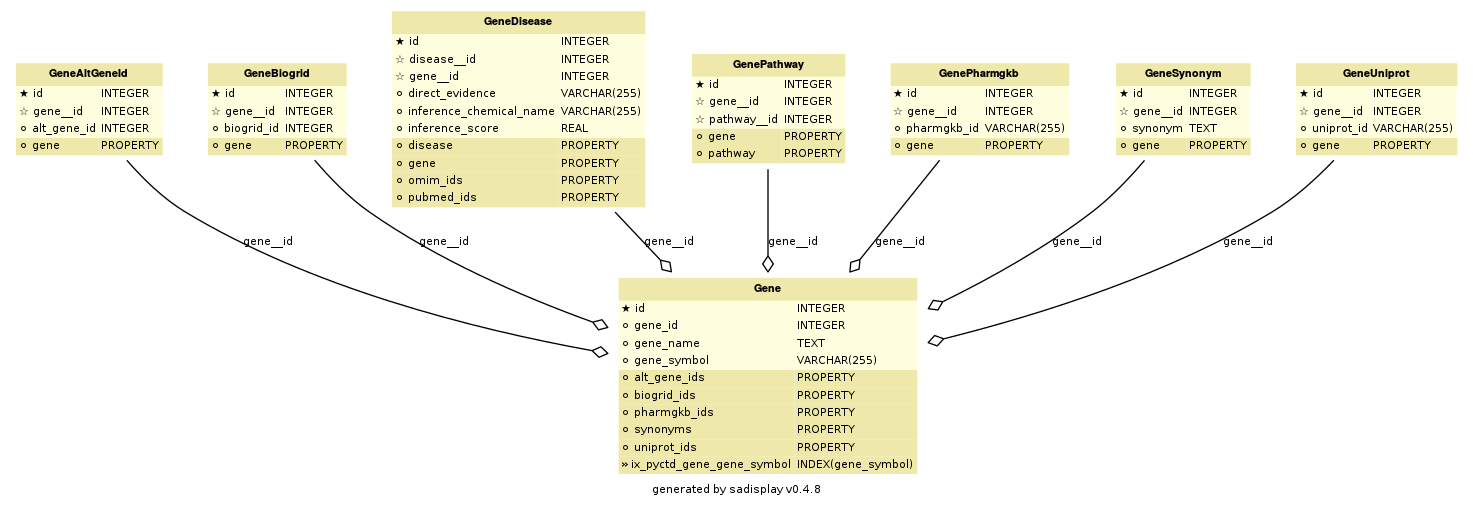 GeneAltGeneId
★ id INTEGER
☆ gene__id INTEGER
⚬ alt_gene_id INTEGER
⚬ gene PROPERTY
GeneBiogrid
★ id INTEGER
☆ gene__id INTEGER
⚬ biogrid_id INTEGER
⚬ gene PROPERTY
GeneDisease
★ id INTEGER
☆ disease__id INTEGER
☆ gene__id INTEGER
⚬ direct_evidence VARCHAR(255)
⚬ inference_chemical_name VARCHAR(255)
⚬ inference_score REAL
⚬ disease PROPERTY
⚬ gene PROPERTY
⚬ omim_ids PROPERTY
⚬ pubmed_ids PROPERTY
GenePathway
★ id INTEGER
☆ gene__id INTEGER
☆ pathway__id INTEGER
⚬ gene PROPERTY
⚬ pathway PROPERTY
GenePharmgkb
★ id INTEGER
☆ gene__id INTEGER
⚬ pharmgkb_id VARCHAR(255)
⚬ gene PROPERTY
GeneSynonym
★ id INTEGER
☆ gene__id INTEGER
⚬ synonym TEXT
⚬ gene PROPERTY
GeneUniprot
★ id INTEGER
☆ gene__id INTEGER
⚬ uniprot_id VARCHAR(255)
⚬ gene PROPERTY
gene__id
gene__id
gene__id
gene__id
gene__id
gene__id
gene__id
Gene
★ id INTEGER
⚬ gene_id INTEGER
⚬ gene_name TEXT
⚬ gene_symbol VARCHAR(255)
⚬ alt_gene_ids PROPERTY
⚬ biogrid_ids PROPERTY
⚬ pharmgkb_ids PROPERTY
⚬ synonyms PROPERTY
⚬ uniprot_ids PROPERTY
» ix_pyctd_gene_gene_symbol INDEX(gene_symbol)
generated by sadisplay v0.4.8